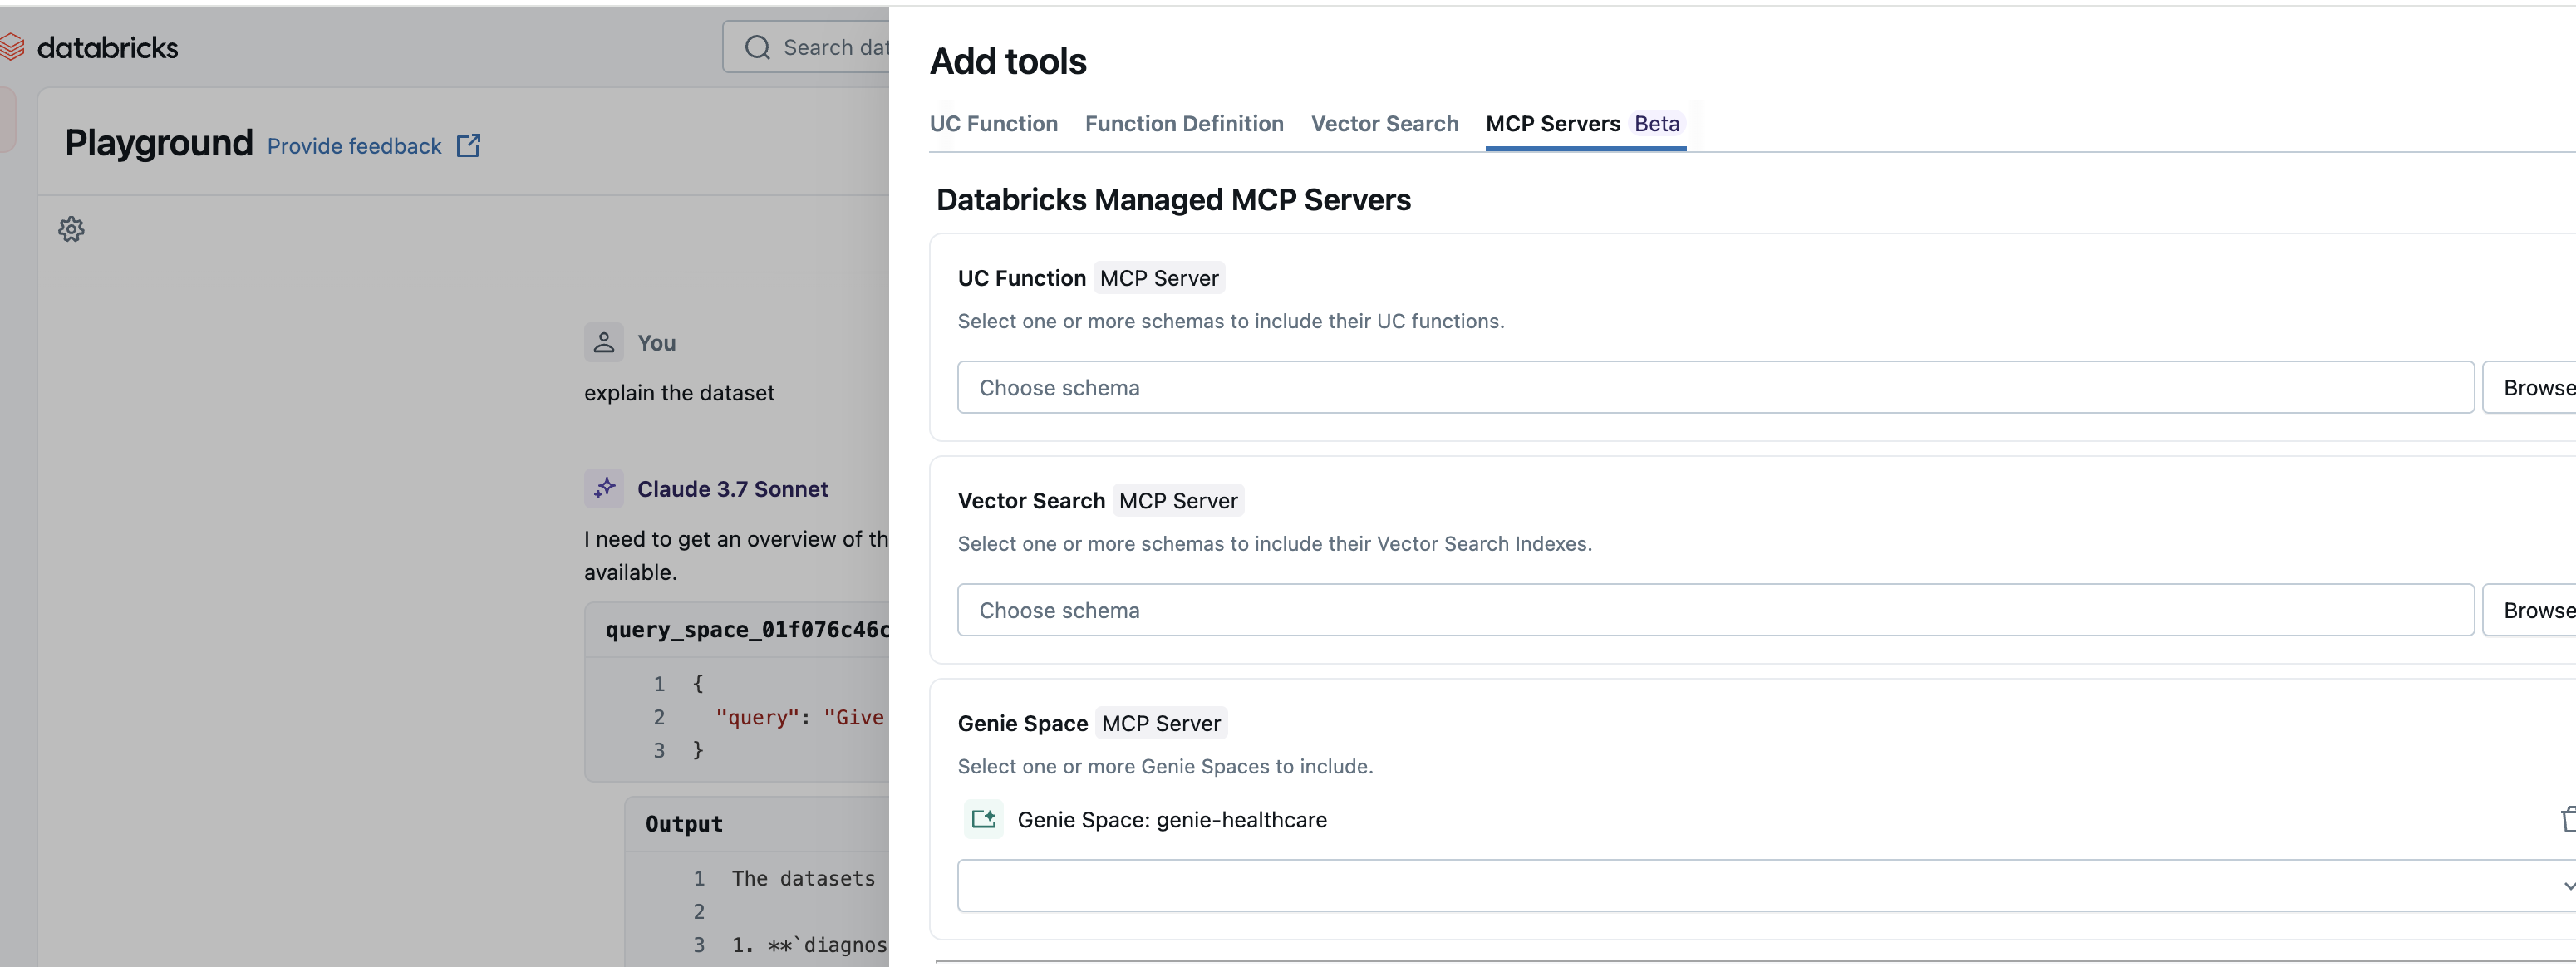 databricks
Search dat
Playground Provide feedback
You
explain the dataset
Claude 3.7 Sonnet
I need to get an overview of th
available.
query_space_01f076c46c
1 {
2 "query": "Give
3 }
Output
1 The datasets
2
3 1. **`diagnos
Add tools
UC Function Function Definition Vector Search MCP Servers Beta
Databricks Managed MCP Servers
UC Function MCP Server
Select one or more schemas to include their UC functions.
Choose schema Browse
Vector Search MCP Server
Select one or more schemas to include their Vector Search Indexes.
Choose schema Browse
Genie Space MCP Server
Select one or more Genie Spaces to include.
Genie Space: genie-healthcare